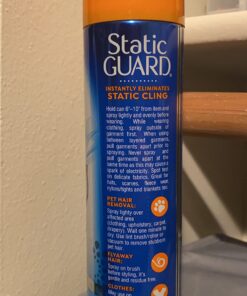 Static
GUARD®
INSTANTLY ELIMINATES
STATIC CLING
Hold can 6"-10" from item and
spray lightly and evenly before
wearing. While wearing
clothing, spray outside of
garment first. When using
between layered garments,
pull garments apart prior to
spraying. Never spray and
pull garments apart at the
same time as this may cause a
spark of electricity. Spot test
on delicate fabrics. Great for
hats, scarves, fleece wear
nylons/tights and blankets too.
PET HAIR
REMOVAL:
Spray lightly over
affected area
(clothing, upholstery, carpet,
drapery). Wait one minute to
dry. Use lint brush/roller or
vacuum to remove stubborn
pet hair.
FLYAWAY
HAIR:
Spray on brush
before styling. It's
gentle and residue free.
CLOTHES:
May use on